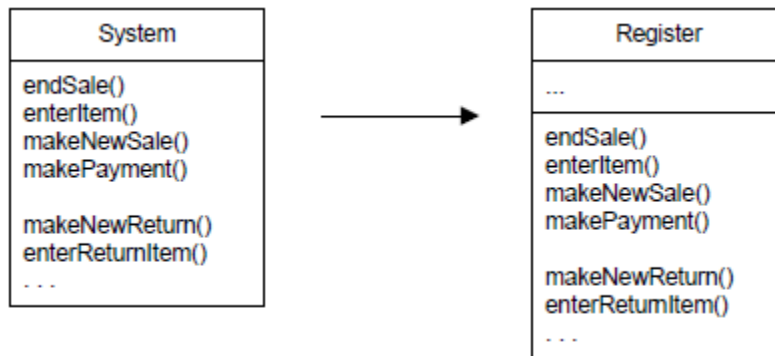 System
endSale()
enterItem()
makeNewSale()
makePayment()
makeNewReturn()
enterReturnItem()
. . .
Register
...
endSale()
enterItem()
makeNewSale()
makePayment()
makeNewReturn()
enterReturnItem()
. . .